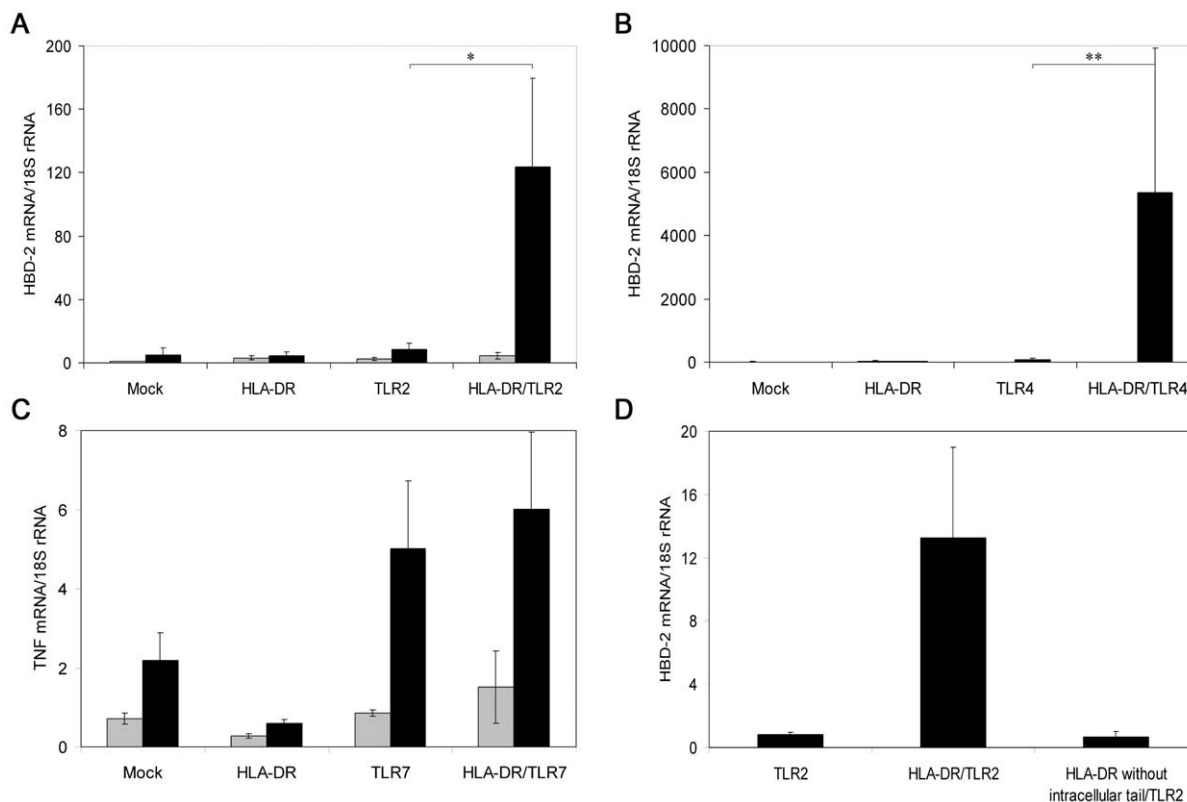 A
HBD-2 mRNA/18S rRNA
200
160
120
80
40
0
*
Mock
HLA-DR
TLR2
HLA-DR/TLR2
B
HBD-2 mRNA/18S rRNA
10000
8000
6000
4000
2000
0
**
Mock
HLA-DR
TLR4
HLA-DR/TLR4
C
TNF mRNA/18S rRNA
8
6
4
2
0
Mock
HLA-DR
TLR7
HLA-DR/TLR7
D
HBD-2 mRNA/18S rRNA
20
16
12
8
4
0
TLR2
HLA-DR/TLR2
HLA-DR without
intracellular tail/TLR2